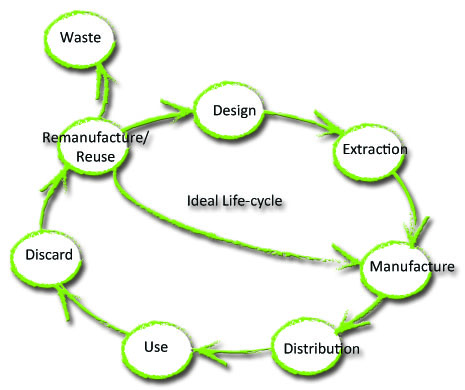 Waste
Design
Remanufacture/
Reuse
Extraction
Ideal Life-cycle
Discard
Manufacture
Use
Distribution